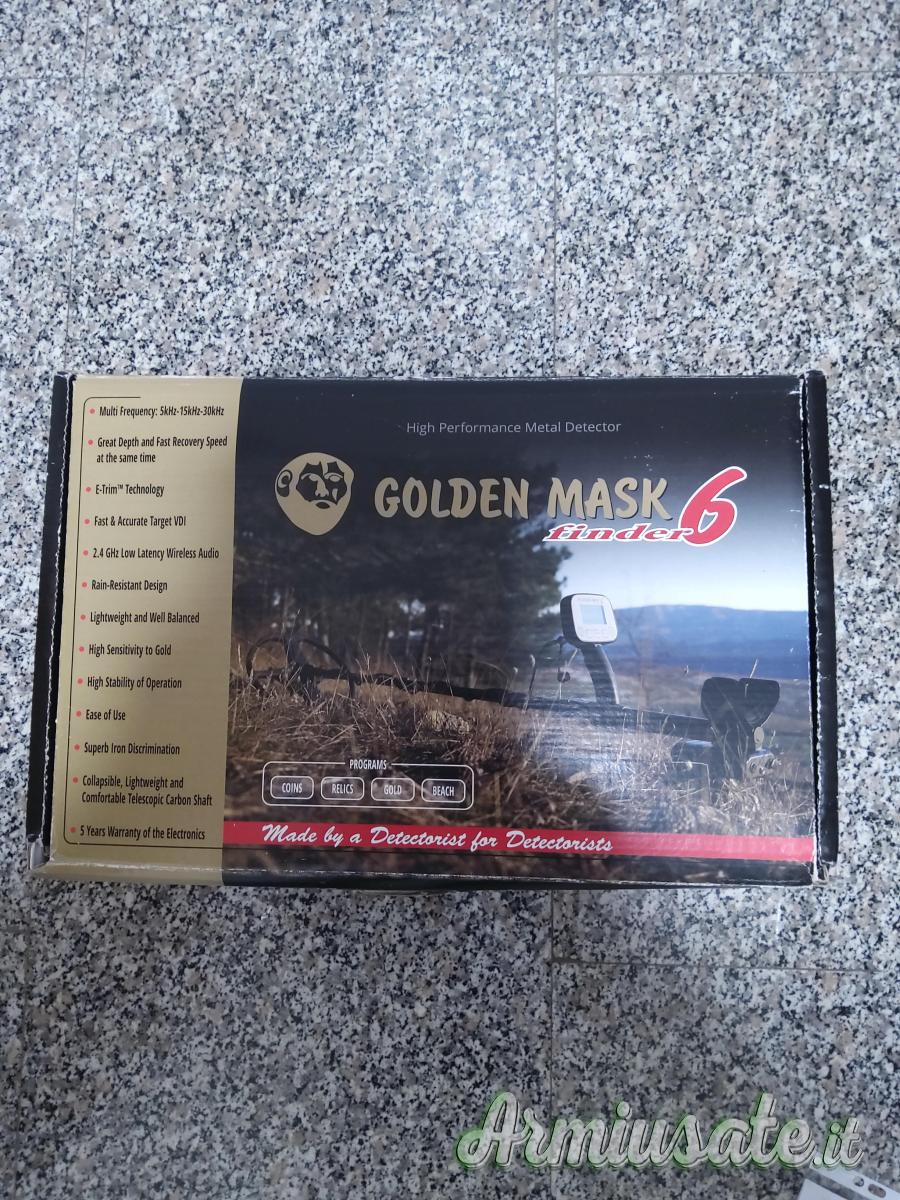 • Multi Frequency: 5kHz-15kHz-30kHz
• Great Depth and Fast Recovery Speed
at the same time
• E-Trim™ Technology
• Fast & Accurate Target VDI
• 2.4 GHz Low Latency Wireless Audio
• Rain-Resistant Design
• Lightweight and Well Balanced
• High Sensitivity to Gold
• High Stability of Operation
• Ease of Use
• Superb Iron Discrimination
• Collapsible, Lightweight and
Comfortable Telescopic Carbon Shaft
• 5 Years Warranty of the Electronics
High Performance Metal Detector
GOLDEN MASK
finder 6
PROGRAMS
COINS RELICS GOLD BEACH
Made by a Detectorist for Detectorists
Armiusate.it